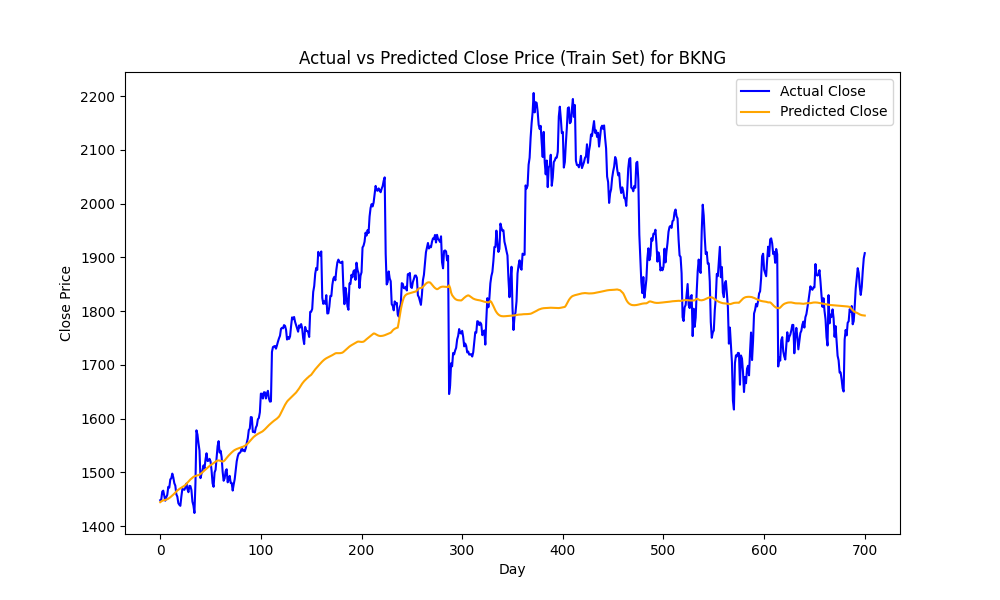 Actual vs Predicted Close Price (Train Set) for BKNG
Actual Close
Predicted Close
2200
2100
2000
1900
1800
1700
1600
1500
1400
Close Price
0 100 200 300 400 500 600 700
Day